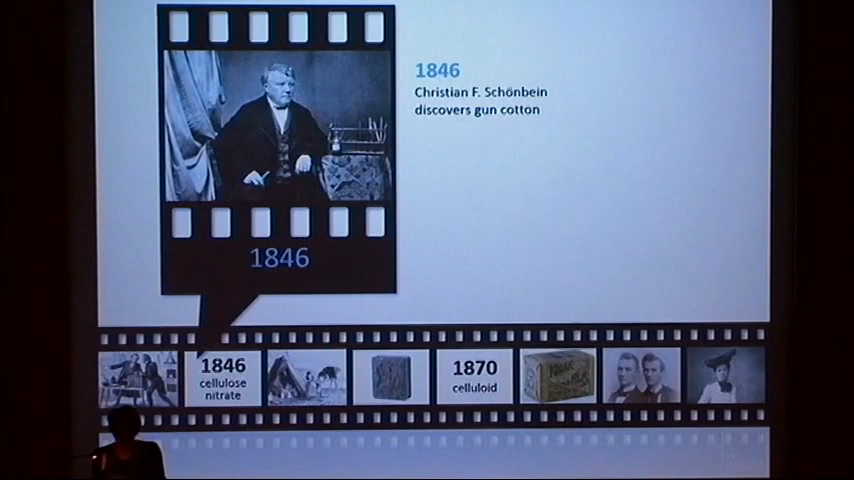 1846
Christian F. Schönbein
discovers gun cotton
1846
1846
cellulose
nitrate
1870
celluloid